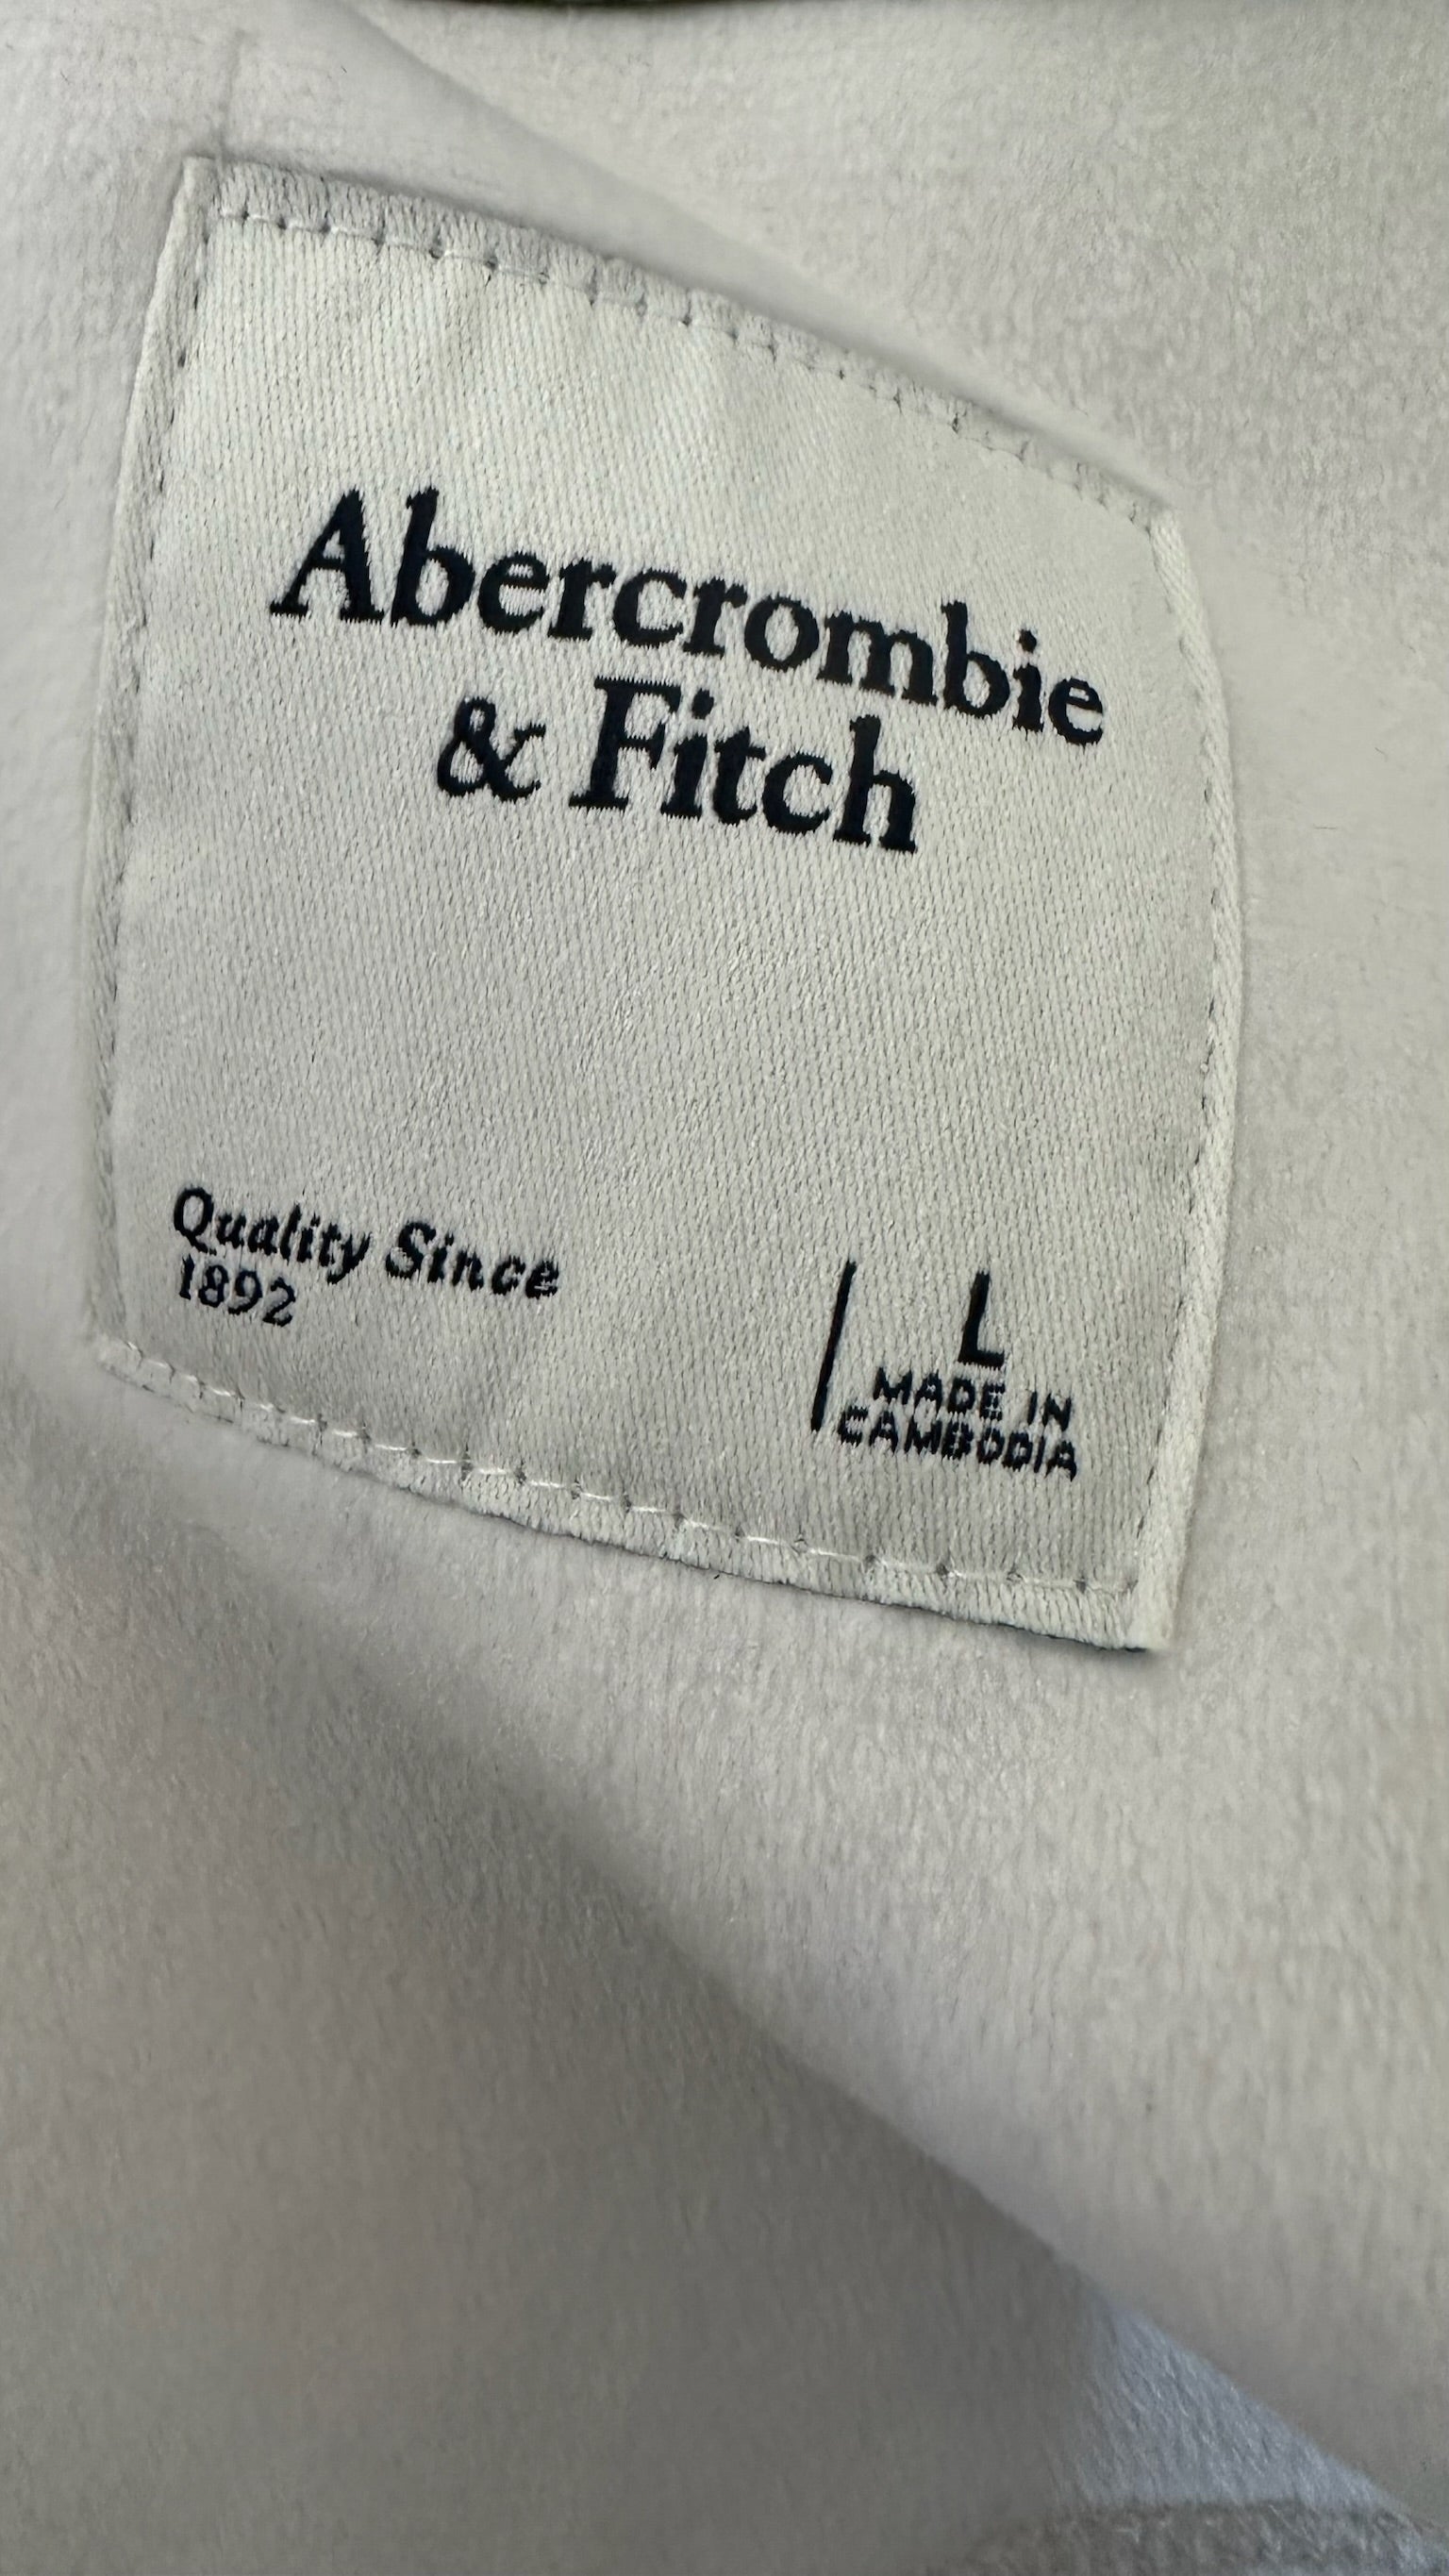 Abercrombie
& Fitch
Quality Since
1892
L
MADE IN
CAMBODIA